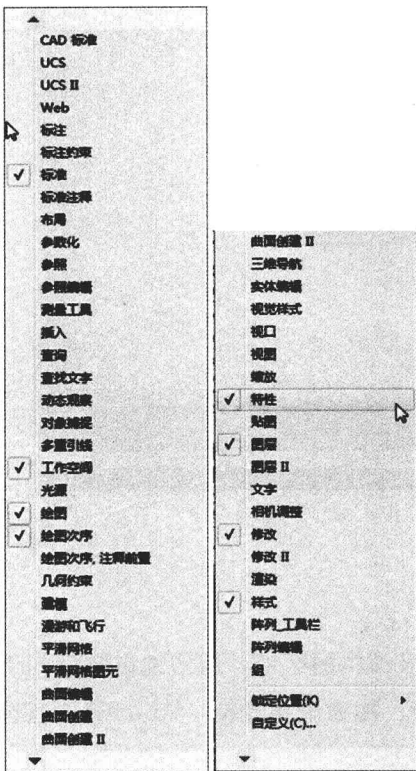 CAD 标准
UCS
UCS II
Web
标注
标注约束
标准
标准注释
布局
参数化
参照
参照编辑
测量工具
插入
查询
查找文字
动态观察
对象捕捉
多重引线
工作空间
光源
绘图
绘图次序
绘图次序, 注释前置
几何约束
建模
漫游和飞行
平滑网格
平滑网格图元
曲面编辑
曲面创建
曲面创建 II
曲面创建 II
三维导航
实体编辑
视觉样式
视口
视图
缩放
特性
贴图
图层
图层 II
文字
相机调整
修改
修改 II
渲染
样式
阵列_工具栏
阵列编辑
组
锁定位置(K)
自定义(C)...